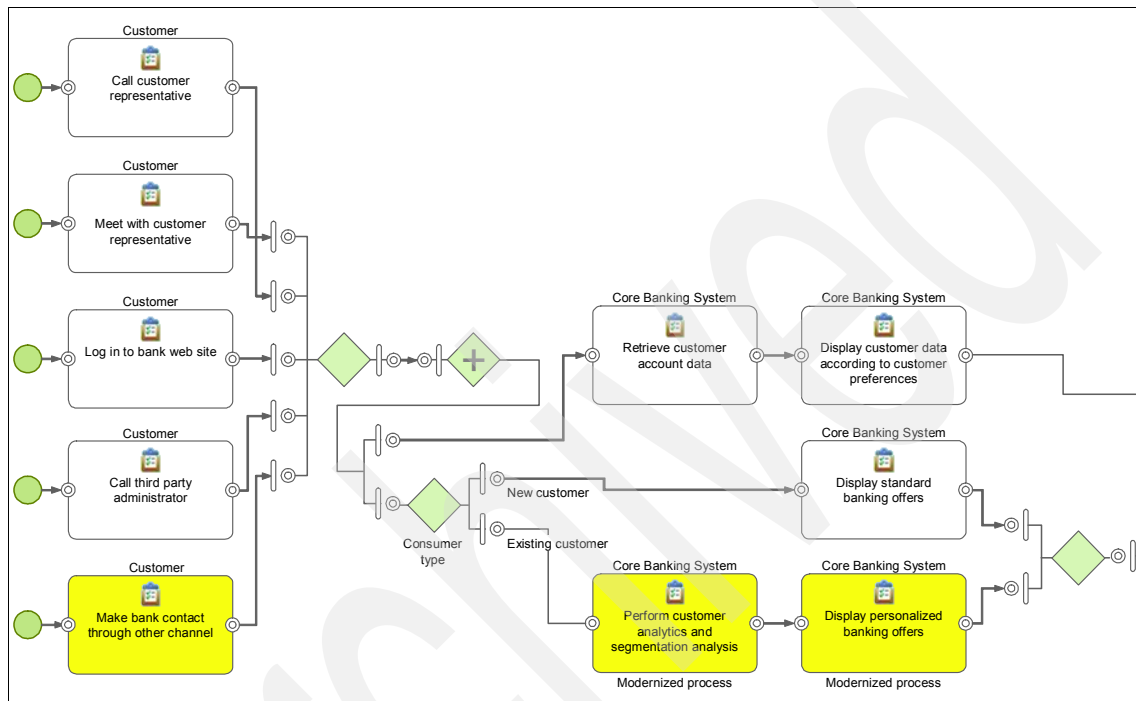 Customer
Call customer
representative
Customer
Meet with customer
representative
Customer
Log in to bank web site
Customer
Call third party
administrator
Customer
Make bank contact
through other channel
Core Banking System
Retrieve customer
account data
Core Banking System
Display customer data
according to customer
preferences
Consumer
type
New customer
Existing customer
Core Banking System
Display standard
banking offers
Core Banking System
Perform customer
analytics and
segmentation analysis
Modernized process
Core Banking System
Display personalized
banking offers
Modernized process